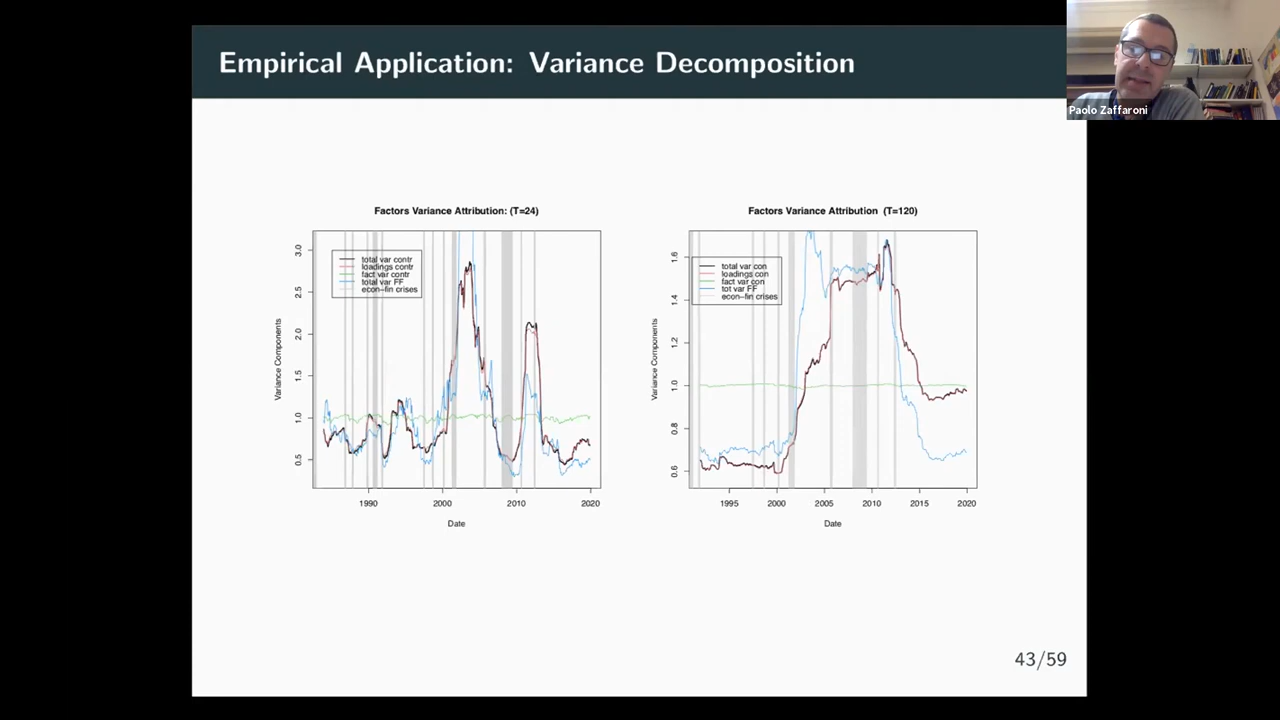 Empirical Application: Variance Decomposition
Paolo Zaffaroni
Factors Variance Attribution: (T=24)
total var contr
loadings contr
fact var contr
total var FF
econ−fin crises
Variance Components
3.0
2.5
2.0
1.5
1.0
0.5
1990
2000
2010
2020
Date
Factors Variance Attribution (T=120)
total var con
loadings con
fact var con
tot var FF
econ−fin crises
Variance Components
1.6
1.4
1.2
1.0
0.8
0.6
1995
2000
2005
2010
2015
2020
Date
43/59